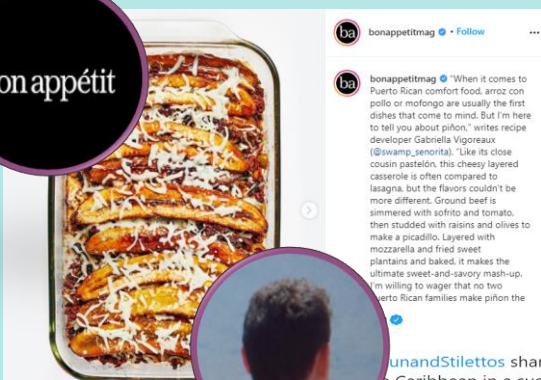 on appétit
ba
bonappetitmag • Follow
...
ba
bonappetitmag "When it comes to
Puerto Rican comfort food, arroz con
pollo or mofongo are usually the first
dishes that come to mind. But I'm here
to tell you about piñon," writes recipe
developer Gabriella Vigoreaux
(@swamp_senorita). "Like its close
cousin pastelón, this cheesy layered
casserole is often compared to
lasagna, but the flavors couldn't be
more different. Ground beef is
simmered with sofrito and tomato,
then studded with raisins and olives to
make a picadillo. Layered with
mozzarella and fried sweet
plantains and baked, it makes the
ultimate sweet-and-savory mash-up.
I'm willing to wager that no two
uerto Rican families make piñon the
unandStilettos shar
Caribbean in a